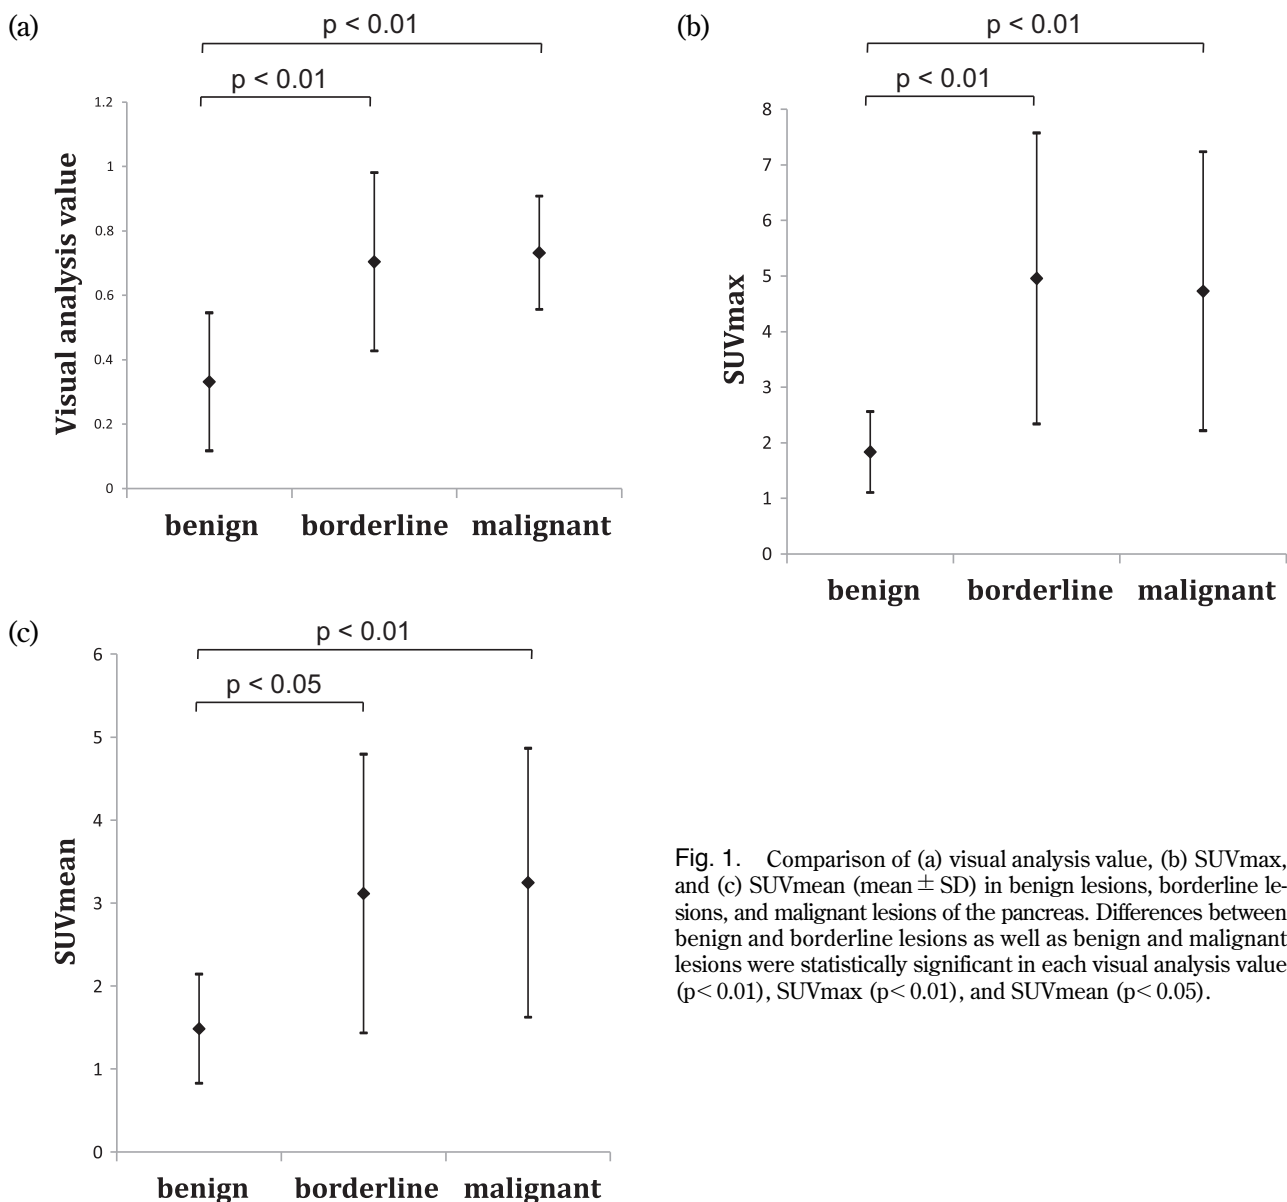 (a)
p < 0.01
p < 0.01
1.2
1
0.8
0.6
0.4
0.2
0
Visual analysis value
benign borderline malignant
(b)
p < 0.01
p < 0.01
8
7
6
5
4
3
2
1
0
SUVmax
benign borderline malignant
(c)
p < 0.01
p < 0.05
6
5
4
3
2
1
0
SUVmean
benign borderline malignant
Fig. 1. Comparison of (a) visual analysis value, (b) SUVmax,
and (c) SUVmean (mean ± SD) in benign lesions, borderline le-
sions, and malignant lesions of the pancreas. Differences between
benign and borderline lesions as well as benign and malignant
lesions were statistically significant in each visual analysis value
(p< 0.01), SUVmax (p< 0.01), and SUVmean (p< 0.05).